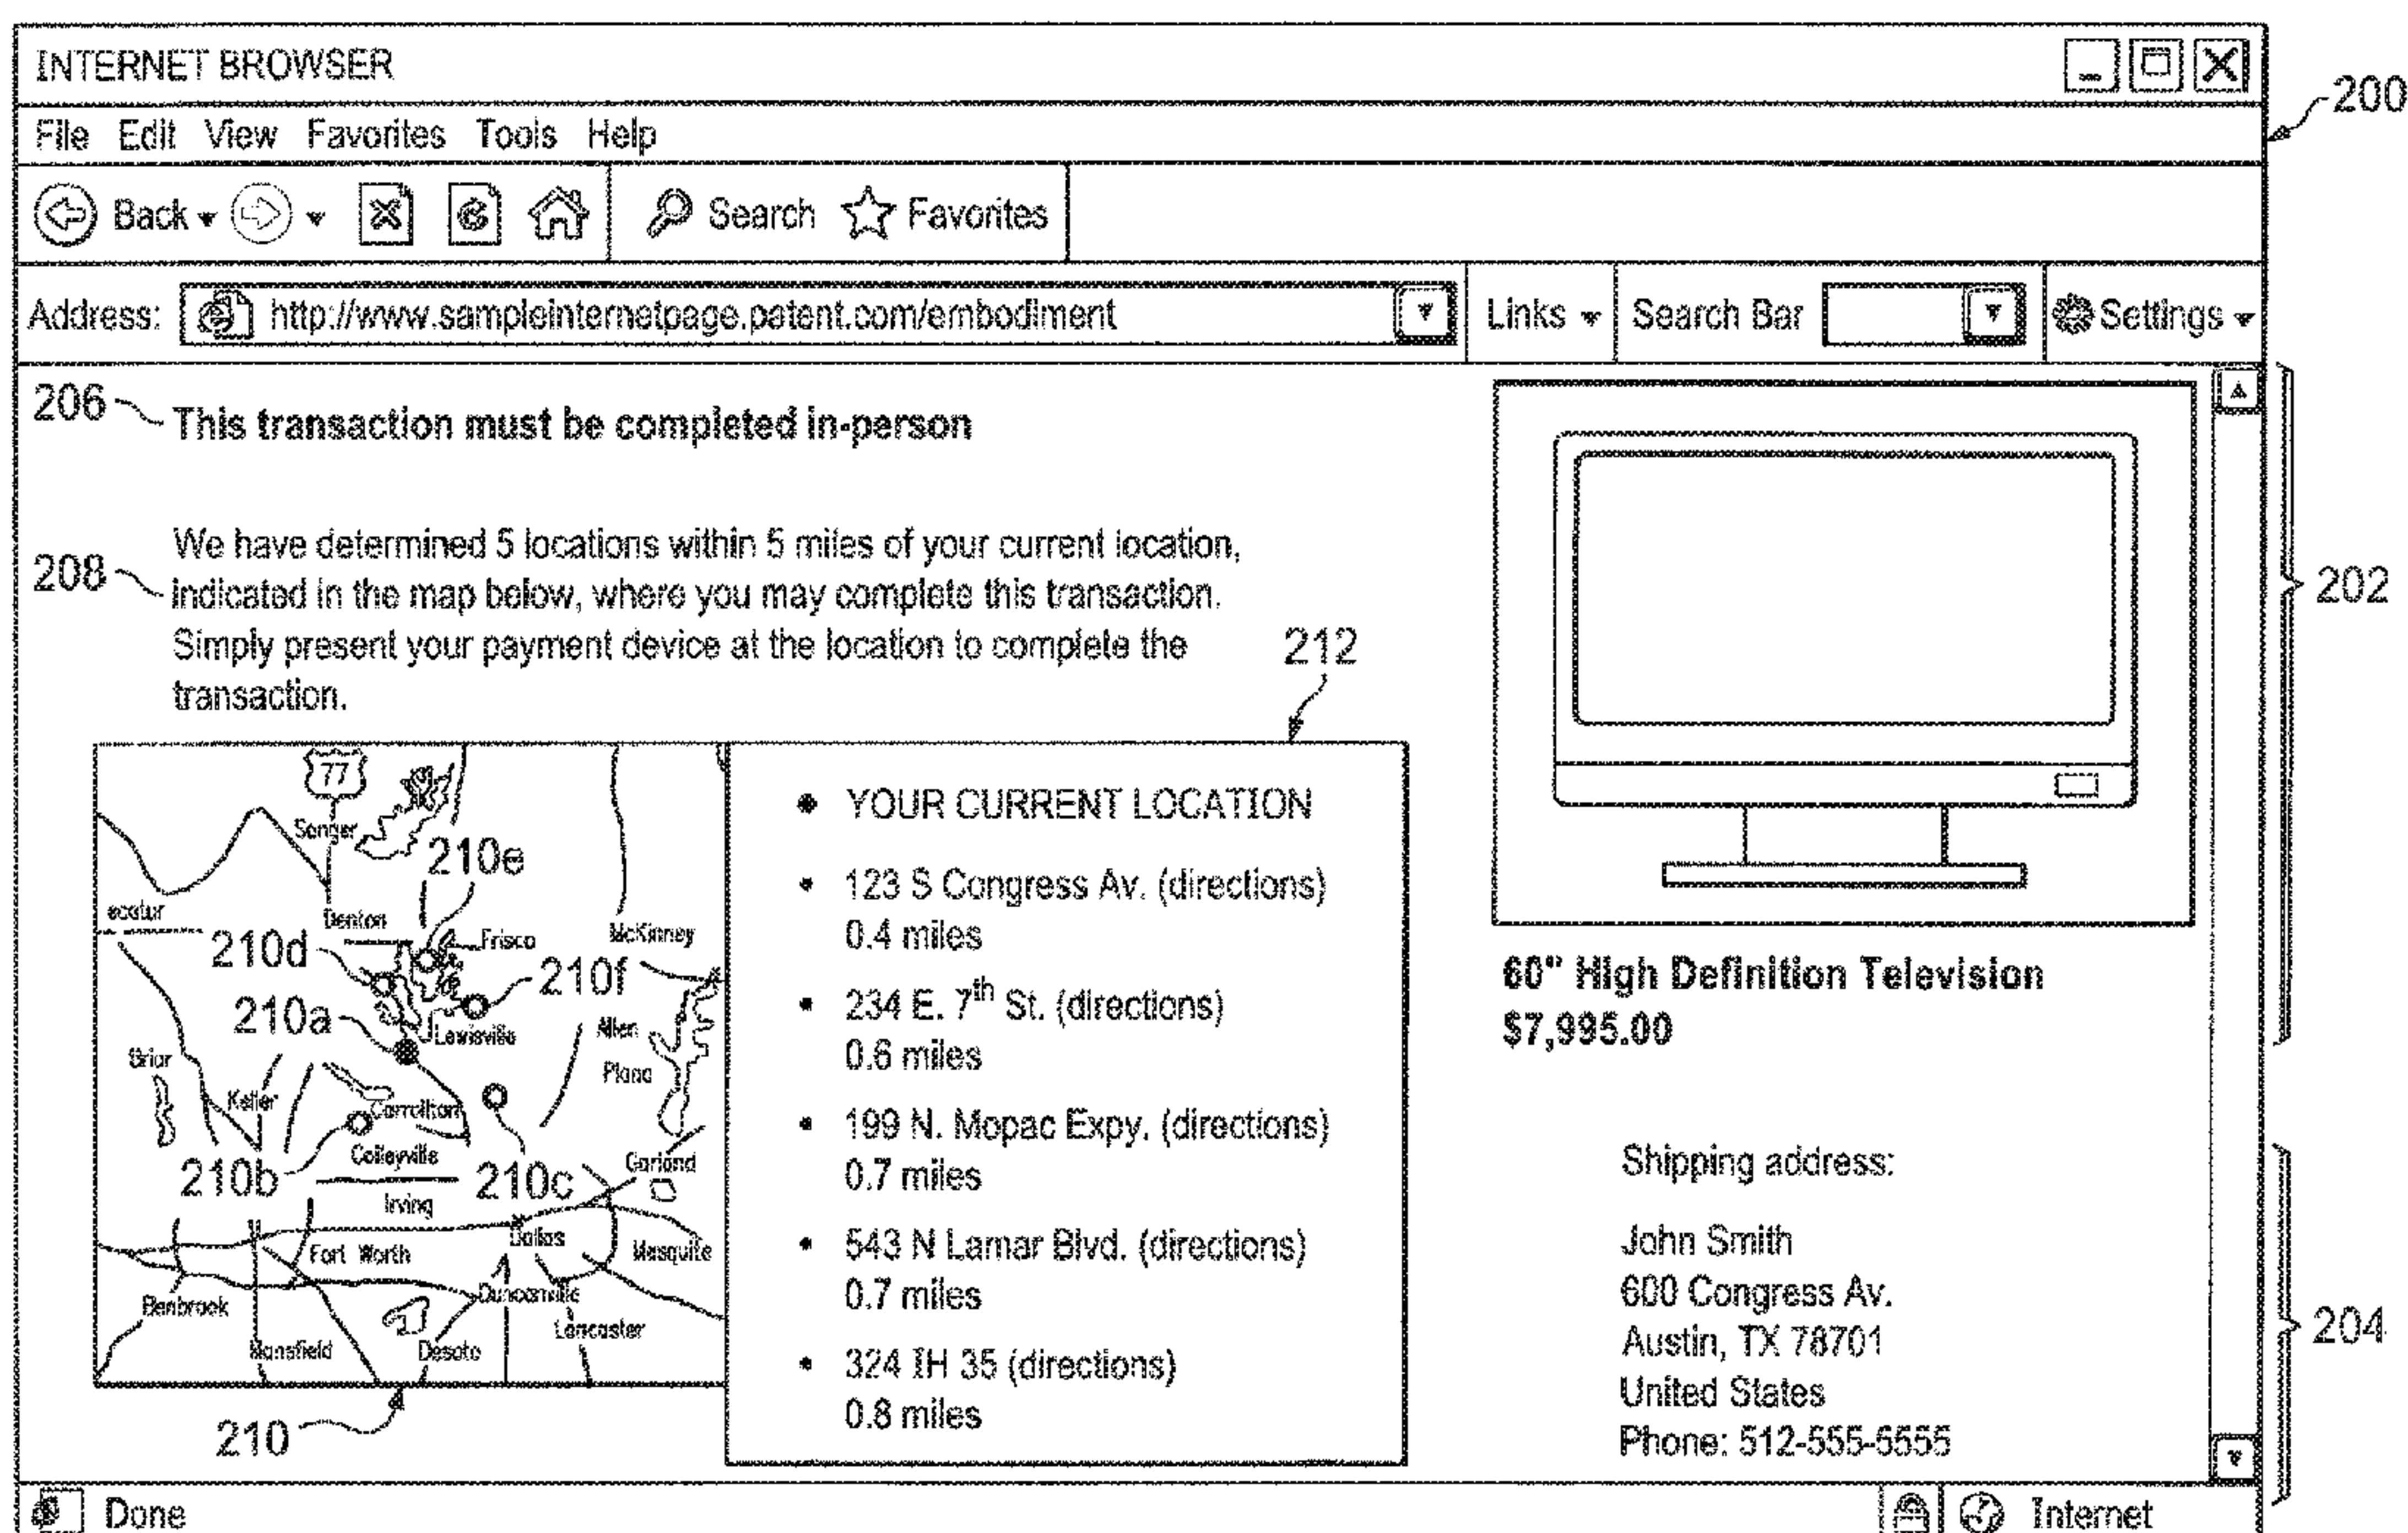 INTERNET BROWSER
200
File Edit View Favorites Tools Help
Back Search Favorites
Address: http://www.sampleinternetpage.patent.com/embodiment Links Search Bar Settings
206 This transaction must be completed in-person
202
208
We have determined 5 locations within 5 miles of your current location,
indicated in the map below, where you may complete this transaction.
Simply present your payment device at the location to complete the
transaction.
212
77
Sanger
210e
ecatur
Denton
Frisco
McKinney
210d
210f
210a
Lewisville
Allen
Briar
Plano
Keller
Carrollton
Colleyville
210b
210c
Garland
Irving
Dallas
Fort Worth
Mesquite
Benbrook
Duncanville
Lancaster
Mansfield
Desoto
210
YOUR CURRENT LOCATION
• 123 S Congress Av. (directions)
0.4 miles
• 234 E. 7th St. (directions)
0.6 miles
• 199 N. Mopac Expy. (directions)
0.7 miles
• 543 N Lamar Blvd. (directions)
0.7 miles
• 324 IH 35 (directions)
0.8 miles
60" High Definition Television
$7,995.00
Shipping address:
John Smith
600 Congress Av.
Austin, TX 78701
United States
Phone: 512-555-5555
204
Done
Internet